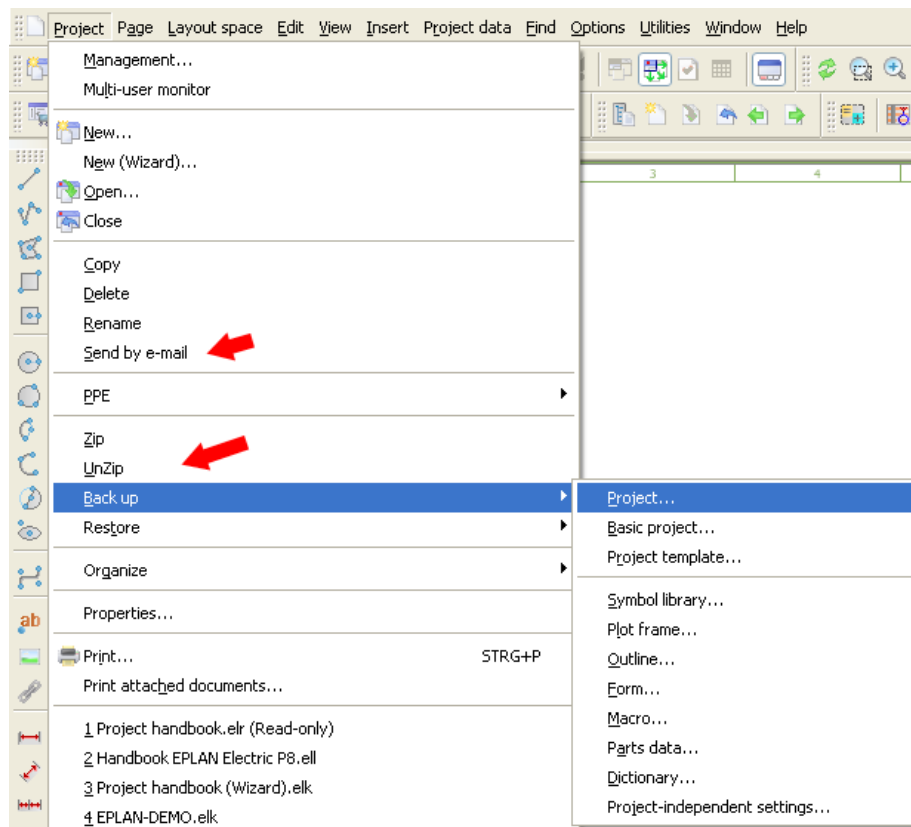 Project Page Layout space Edit View Insert Project data Find Options Utilities Window Help
Management...
Multi-user monitor
New...
New (Wizard)...
Open...
Close
3 4
Copy
Delete
Rename
Send by e-mail
PPE
Zip
UnZip
Back up
Restore
Organize
Properties...
Print... STRG+P
Print attached documents...
1 Project handbook.elr (Read-only)
2 Handbook EPLAN Electric P8.ell
3 Project handbook (Wizard).elk
4 EPLAN-DEMO.elk
Project...
Basic project...
Project template...
Symbol library...
Plot frame...
Outline...
Form...
Macro...
Parts data...
Dictionary...
Project-independent settings...
ab